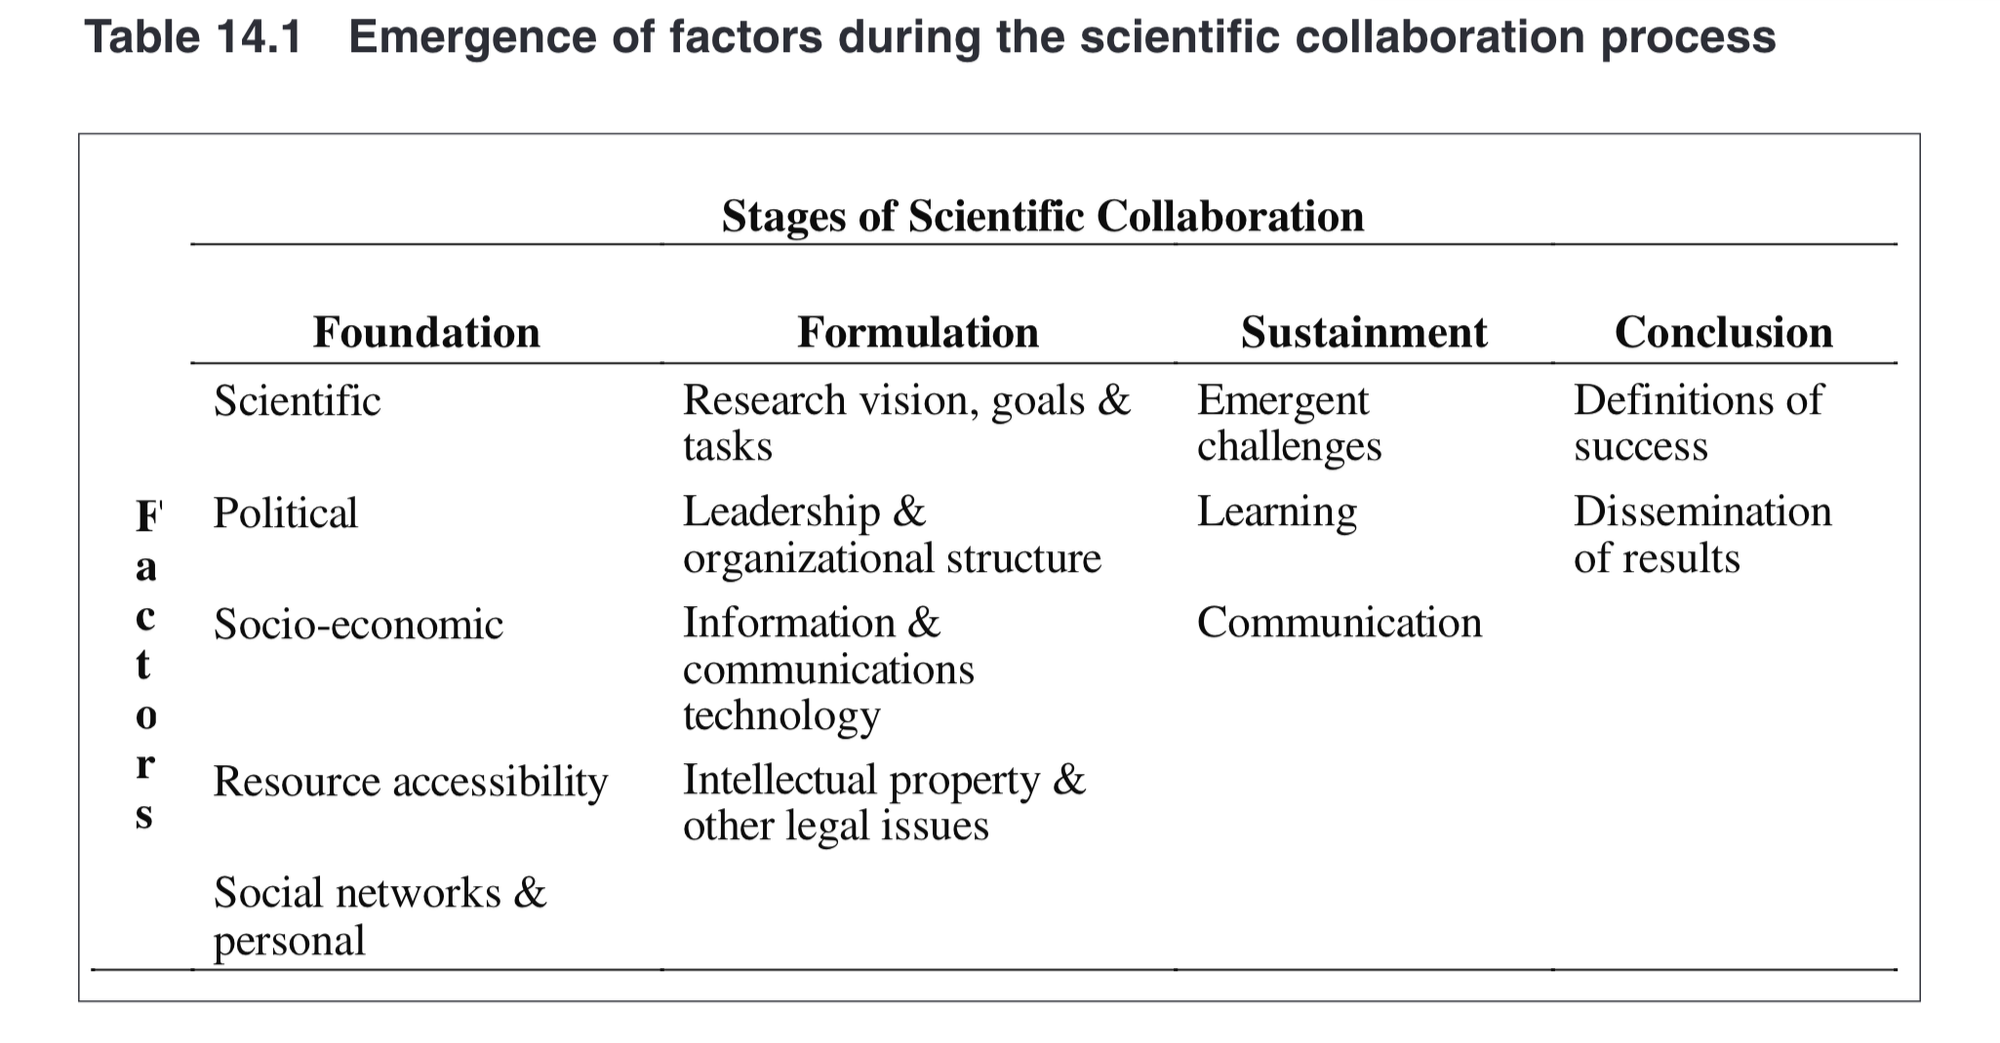 Table 14.1 Emergence of factors during the scientific collaboration process
Stages of Scientific Collaboration
Foundation Formulation Sustainment Conclusion
Factors
Scientific
Research vision, goals &
tasks
Emergent
challenges
Definitions of
success
Political
Leadership &
organizational structure
Learning
Dissemination
of results
Socio-economic
Information &
communications
technology
Communication
Resource accessibility
Intellectual property &
other legal issues
Social networks &
personal